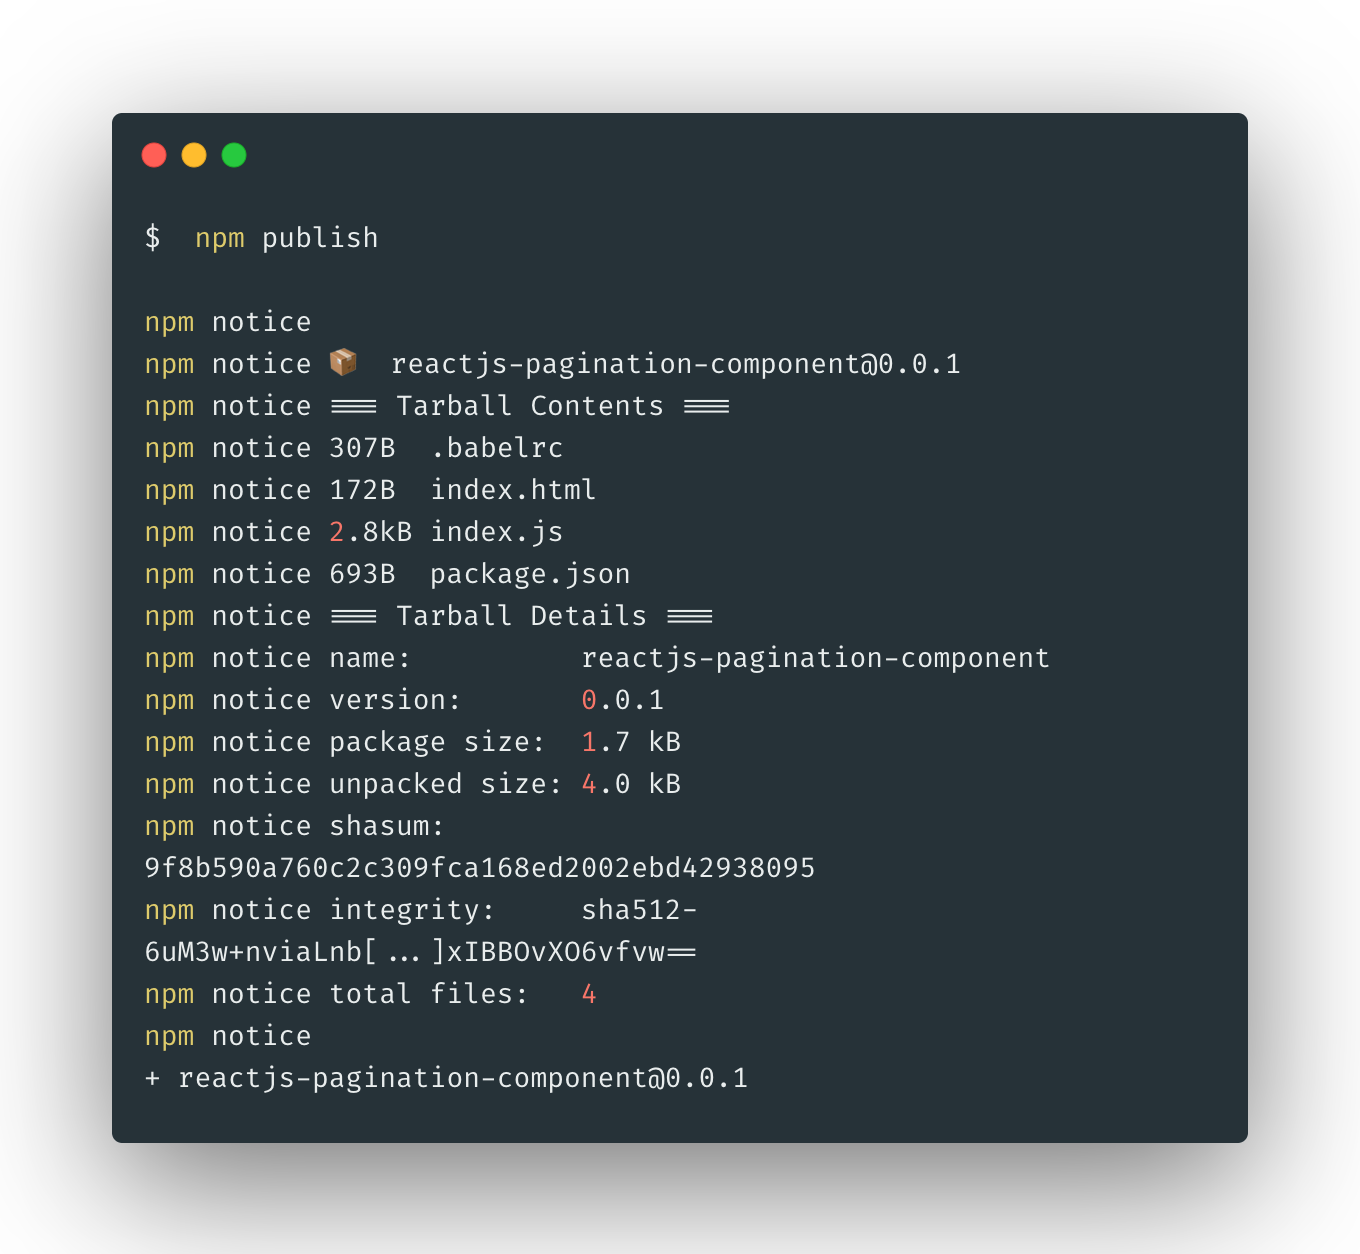 $  npm publish
npm notice
npm notice 📦  reactjs-pagination-component@0.0.1
npm notice === Tarball Contents ===
npm notice 307B  .babelrc
npm notice 172B  index.html
npm notice 2.8kB index.js
npm notice 693B  package.json
npm notice === Tarball Details ===
npm notice name:          reactjs-pagination-component
npm notice version:       0.0.1
npm notice package size:  1.7 kB
npm notice unpacked size: 4.0 kB
npm notice shasum:
9f8b590a760c2c309fca168ed2002ebd42938095
npm notice integrity:     sha512-
6uM3w+nviaLnb[...]xIBBOvXO6vfvw==
npm notice total files:   4
npm notice
+ reactjs-pagination-component@0.0.1